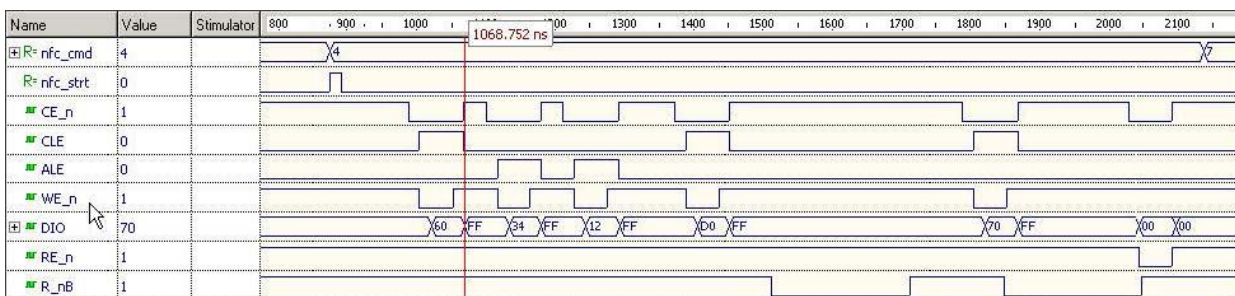 Name Value Stimulator 800 900 1000 1200 1300 1400 1500 1600 1700 1800 1900 2000 2100
1068.752 ns
R= nfc_cmd 4 4 7
R= nfc_strt 0
CE_n 1
CLE 0
ALE 0
WE_n 1
DIO 70 60 FF 34 FF 12 FF D0 FF 70 FF 00 00
RE_n 1
R_nB 1